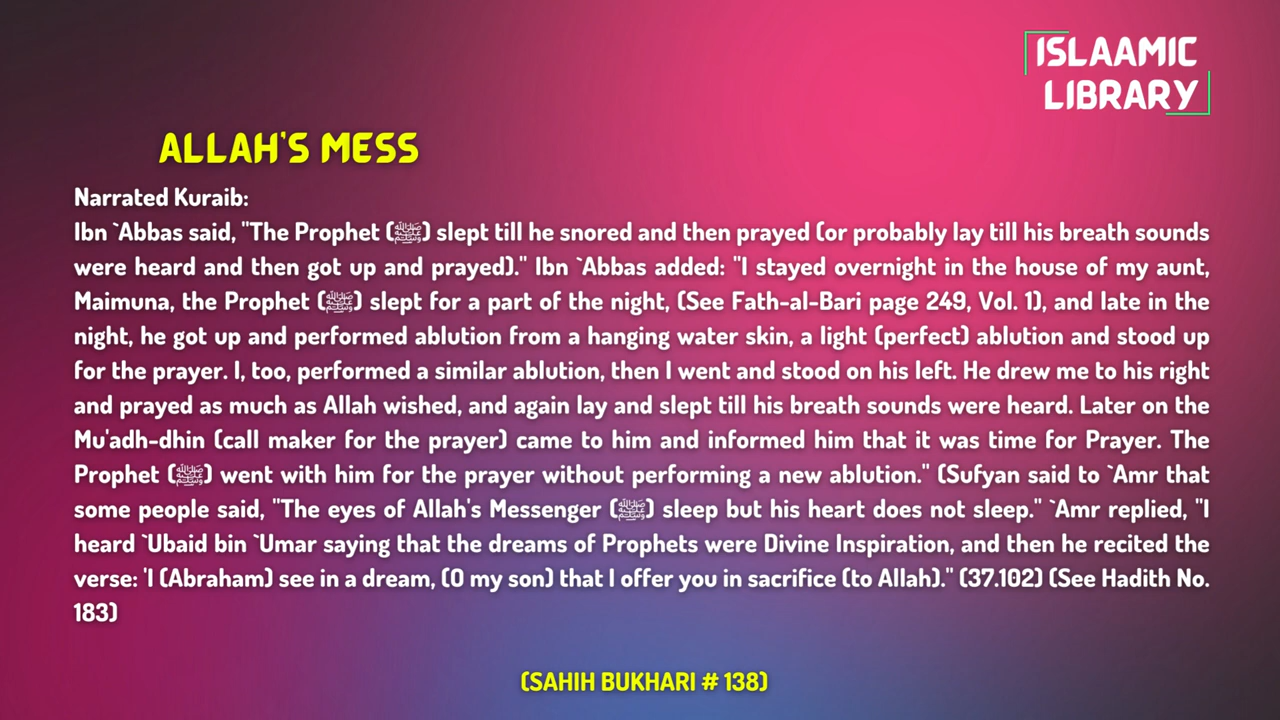 ISLAAMIC
LIBRARY
ALLAH'S MESS
Narrated Kuraib:
Ibn `Abbas said, "The Prophet (ﷺ) slept till he snored and then prayed (or probably lay till his breath sounds
were heard and then got up and prayed)." Ibn `Abbas added: "I stayed overnight in the house of my aunt,
Maimuna, the Prophet (ﷺ) slept for a part of the night, (See Fath-al-Bari page 249, Vol. 1), and late in the
night, he got up and performed ablution from a hanging water skin, a light (perfect) ablution and stood up
for the prayer. I, too, performed a similar ablution, then I went and stood on his left. He drew me to his right
and prayed as much as Allah wished, and again lay and slept till his breath sounds were heard. Later on the
Mu'adh-dhin (call maker for the prayer) came to him and informed him that it was time for Prayer. The
Prophet (ﷺ) went with him for the prayer without performing a new ablution." (Sufyan said to `Amr that
some people said, "The eyes of Allah's Messenger (ﷺ) sleep but his heart does not sleep." `Amr replied, "I
heard `Ubaid bin `Umar saying that the dreams of Prophets were Divine Inspiration, and then he recited the
verse: 'I (Abraham) see in a dream, (O my son) that I offer you in sacrifice (to Allah)." (37.102) (See Hadith No.
183)
(SAHIH BUKHARI # 138)